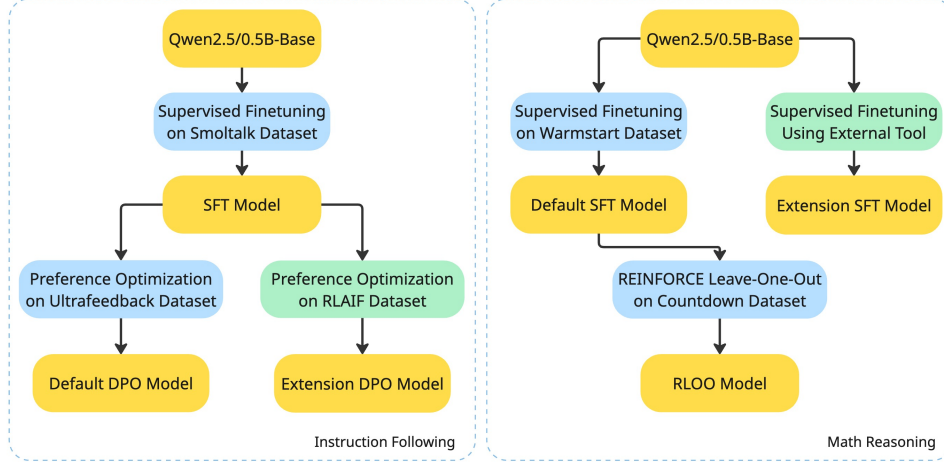 Qwen2.5/0.5B-Base
Supervised Finetuning
on Smoltalk Dataset
SFT Model
Preference Optimization
on Ultrafeedback Dataset
Preference Optimization
on RLAIF Dataset
Default DPO Model
Extension DPO Model
Instruction Following
Qwen2.5/0.5B-Base
Supervised Finetuning
on Warmstart Dataset
Supervised Finetuning
Using External Tool
Default SFT Model
Extension SFT Model
REINFORCE Leave-One-Out
on Countdown Dataset
RLOO Model
Math Reasoning